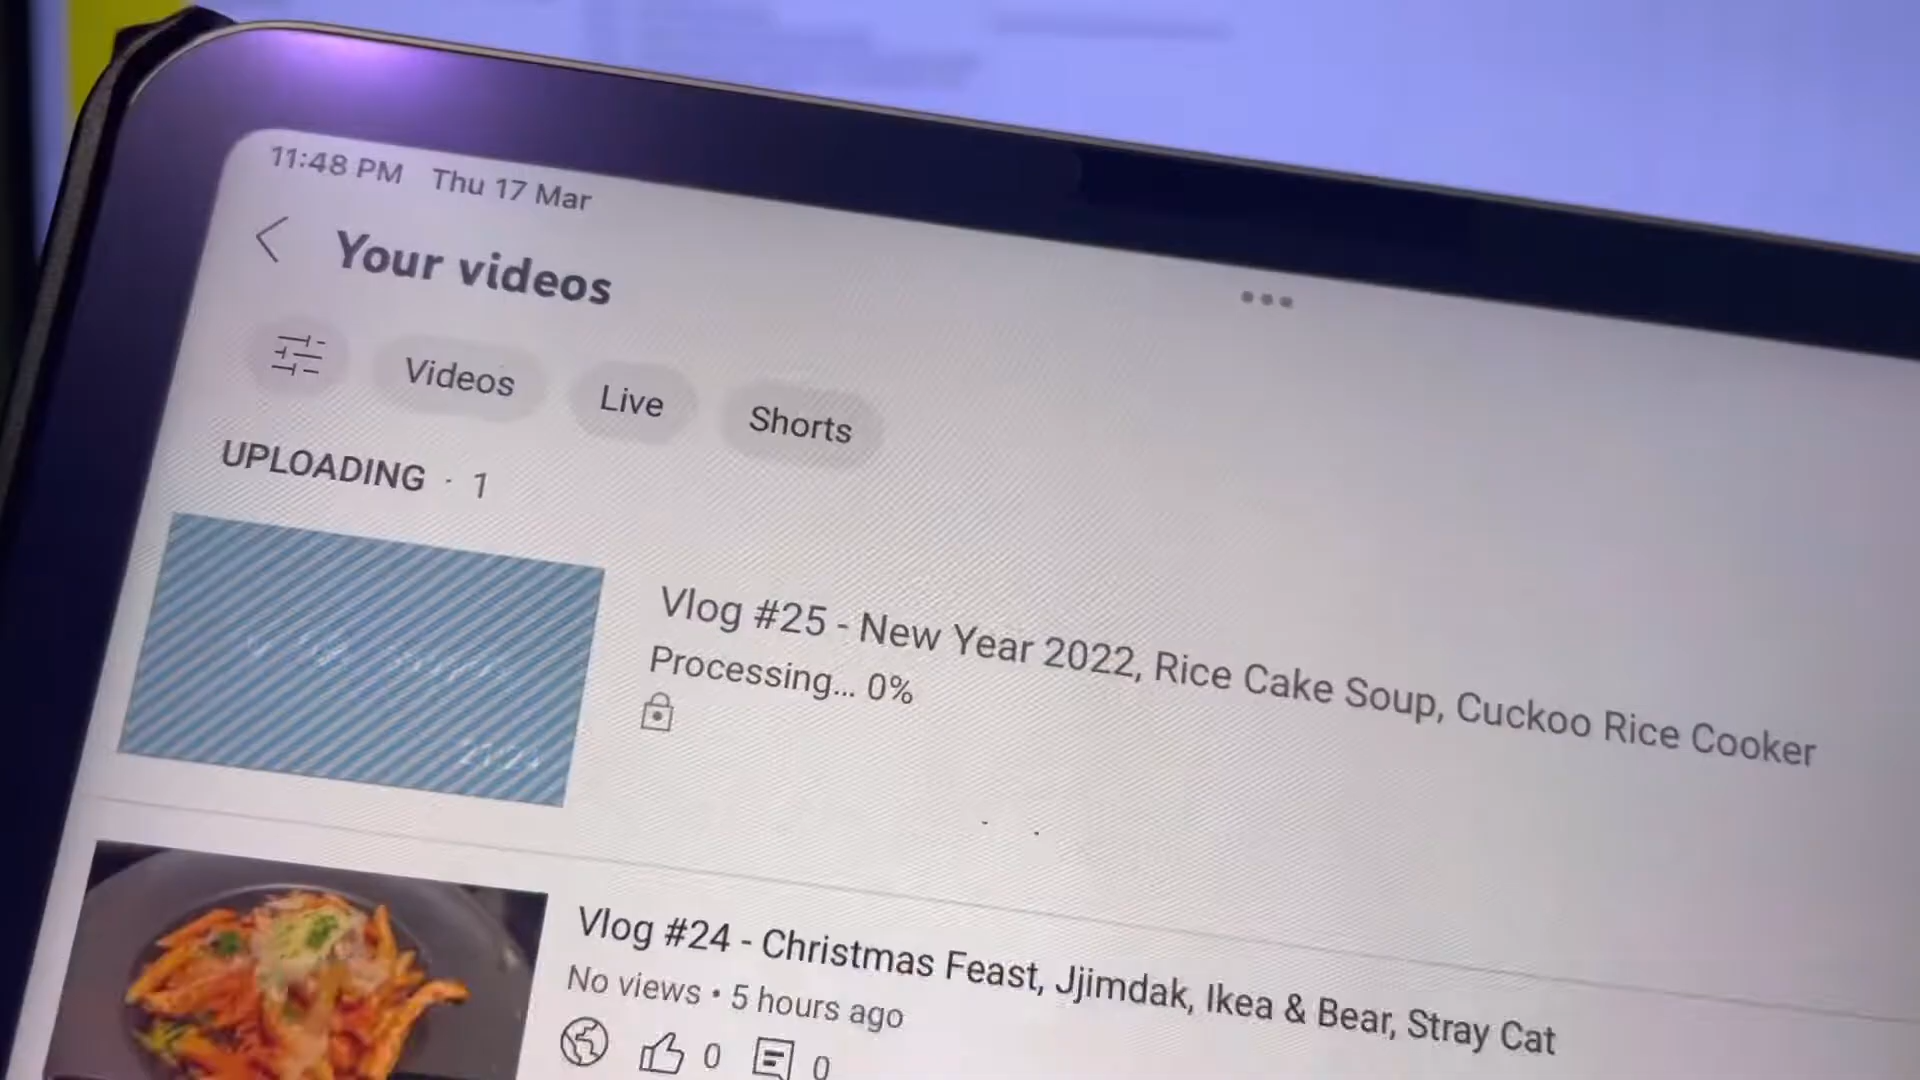 11:48 PM Thu 17 Mar
Your videos
Videos Live Shorts
UPLOADING · 1
Vlog #25 - New Year 2022, Rice Cake Soup, Cuckoo Rice Cooker
Processing... 0%
Vlog #24 - Christmas Feast, Jjimdak, Ikea & Bear, Stray Cat
No views • 5 hours ago
0 0